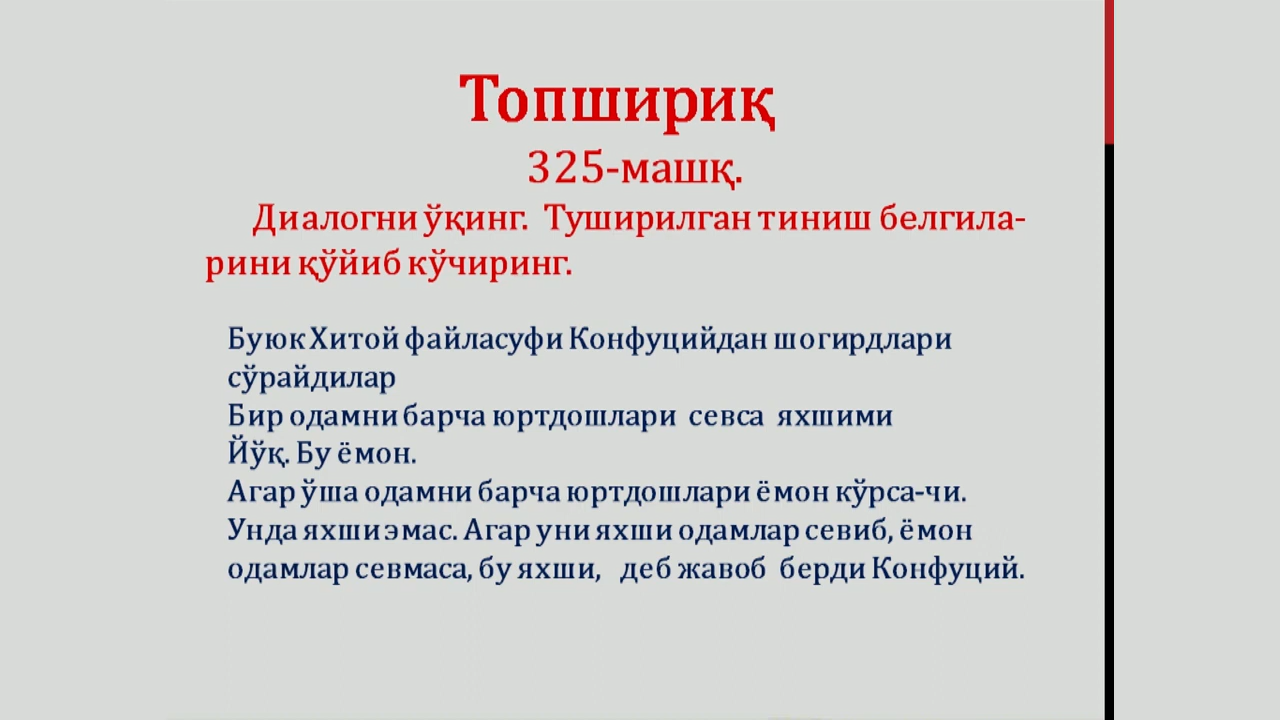 Топшириқ
325-машқ.
Диалогни ўқинг. Туширилган тиниш белгила-
рини қўйиб кўчиринг.
Буюк Хитой файласуфи Конфуцийдан шогирдлари
сўрайдилар
Бир одамни барча юртдошлари севса яхшими
Йўқ. Бу ёмон.
Агар ўша одамни барча юртдошлари ёмон кўрса-чи.
Унда яхши эмас. Агар уни яхши одамлар севиб, ёмон
одамлар севмаса, бу яхши, деб жавоб берди Конфуций.